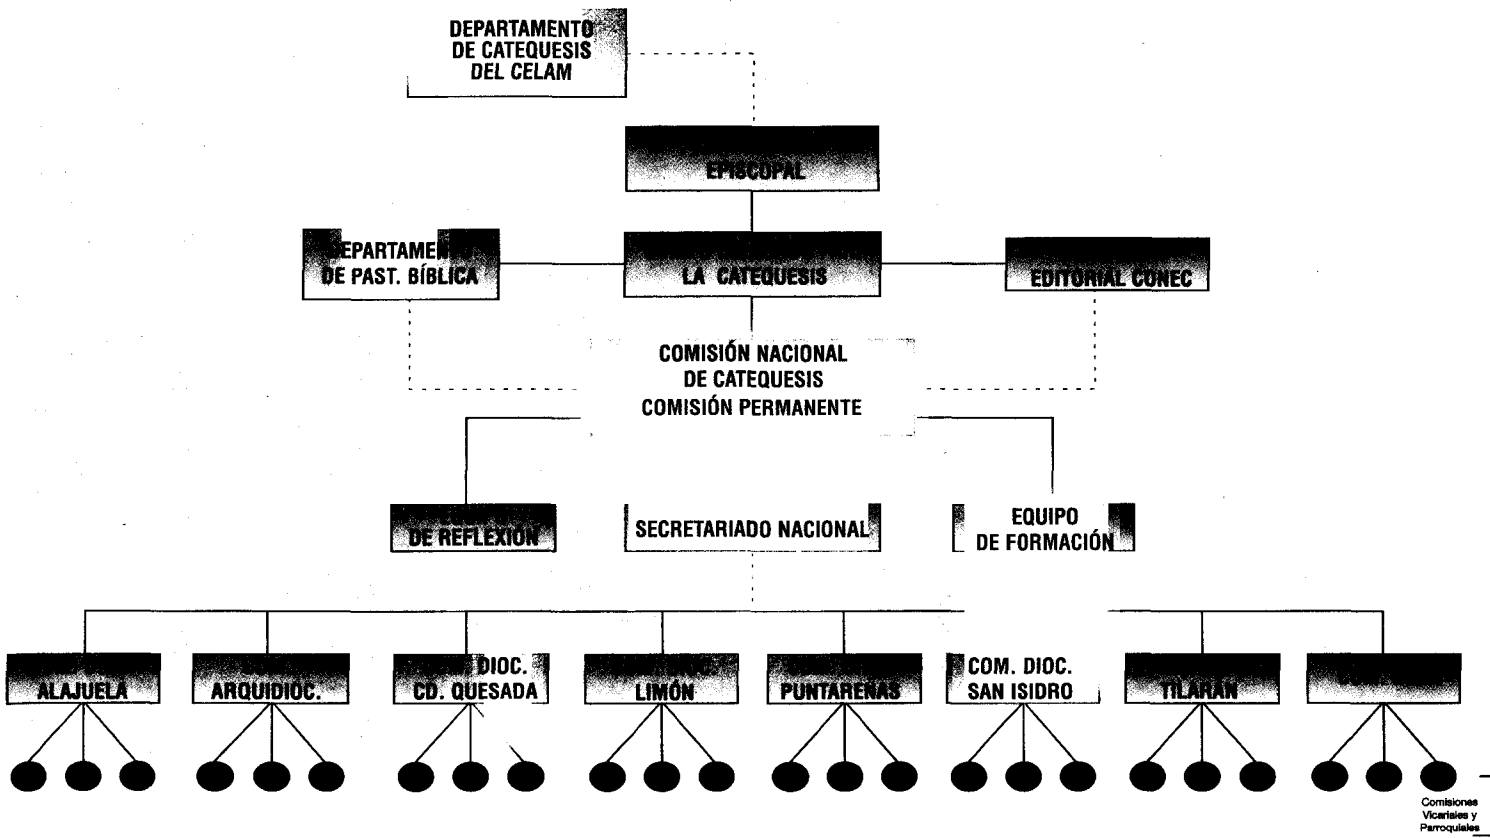 DEPARTAMENTO
DE CATEQUESIS
DEL CELAM
EPISCOPAL
EPARTAMEN
DE PAST. BÍBLICA
LA CATEQUESIS
EDITORIAL CONEC
COMISIÓN NACIONAL
DE CATEQUESIS
COMISIÓN PERMANENTE
DE REFLEXIÓN
SECRETARIADO NACIONAL
EQUIPO
DE FORMACIÓN
ALAJUELA
ARQUIDIOC.
DIOC.
CD. QUESADA
LIMÓN
PUNTARENAS
COM. DIOC.
SAN ISIDRO
TILARÁN
Comisiones
Vicariales y
Parroquiales